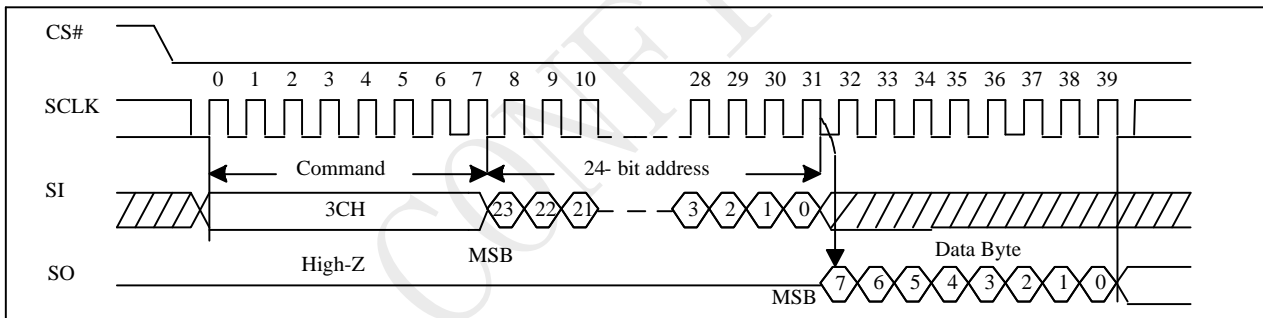 CS#
0 1 2 3 4 5 6 7 8 9 10 28 29 30 31 32 33 34 35 36 37 38 39
SCLK
Command 24- bit address
SI
3CH 23 22 21 3 2 1 0
High-Z MSB Data Byte
SO
MSB 7 6 5 4 3 2 1 0